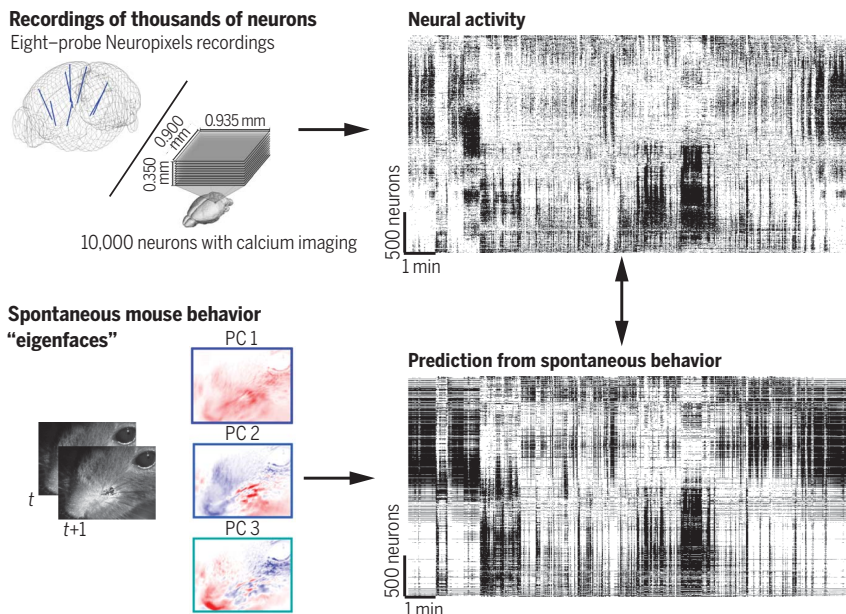 Recordings of thousands of neurons
Eight–probe Neuropixels recordings
0.935 mm
0.900
mm
0.350
mm
10,000 neurons with calcium imaging
Neural activity
500 neurons
1 min
Spontaneous mouse behavior
“eigenfaces”
PC 1
PC 2
PC 3
t
t+1
Prediction from spontaneous behavior
500 neurons
1 min